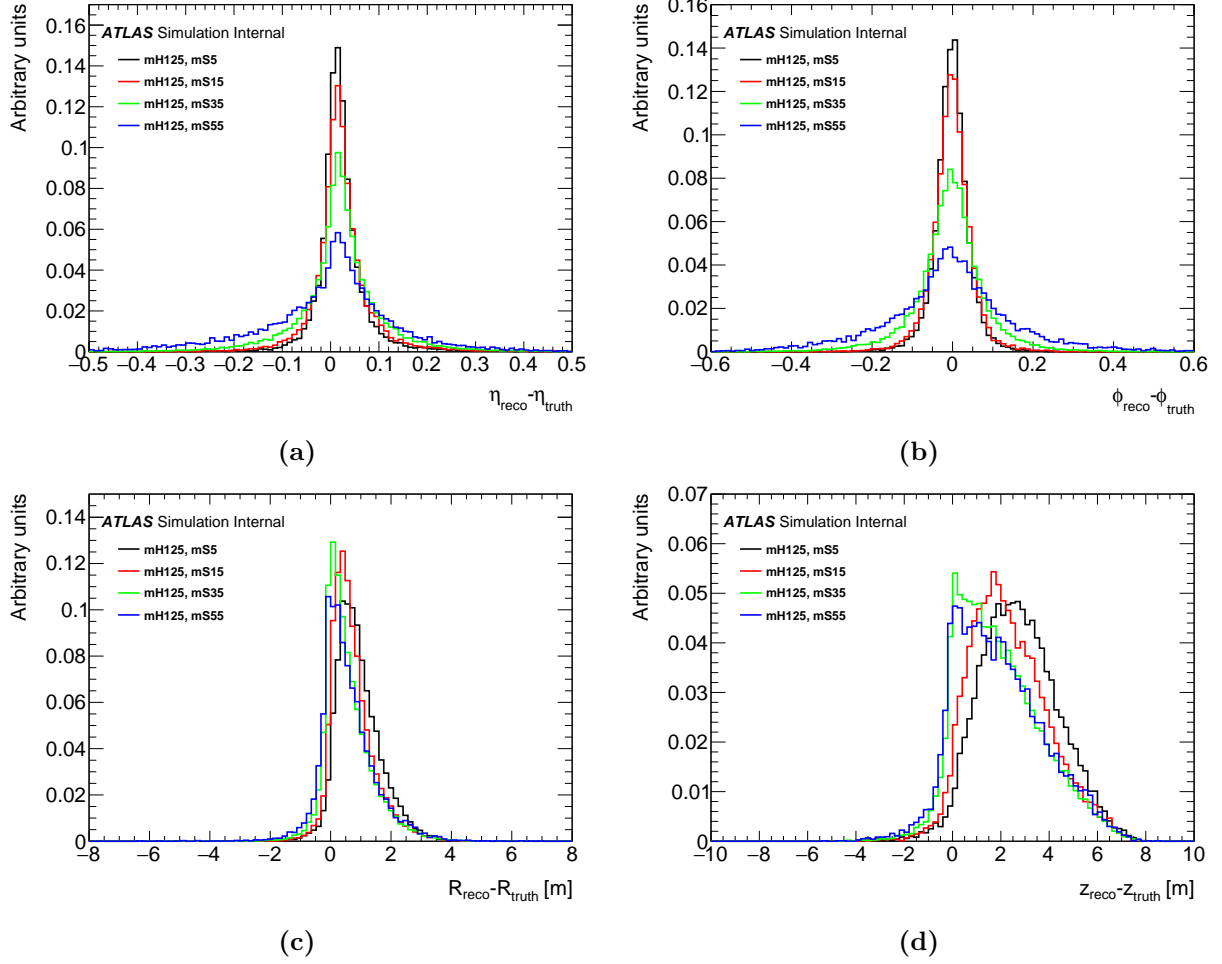 Arbitrary units
0.16
0.14
0.12
0.1
0.08
0.06
0.04
0.02
0
ATLAS Simulation Internal
mH125, mS5
mH125, mS15
mH125, mS35
mH125, mS55
−0.5 −0.4 −0.3 −0.2 −0.1 0 0.1 0.2 0.3 0.4 0.5
η_reco-η_truth
(a)
Arbitrary units
0.16
0.14
0.12
0.1
0.08
0.06
0.04
0.02
0
ATLAS Simulation Internal
mH125, mS5
mH125, mS15
mH125, mS35
mH125, mS55
−0.6 −0.4 −0.2 0 0.2 0.4 0.6
ϕ_reco-ϕ_truth
(b)
Arbitrary units
0.14
0.12
0.1
0.08
0.06
0.04
0.02
0
ATLAS Simulation Internal
mH125, mS5
mH125, mS15
mH125, mS35
mH125, mS55
−8 −6 −4 −2 0 2 4 6 8
R_reco-R_truth [m]
(c)
Arbitrary units
0.07
0.06
0.05
0.04
0.03
0.02
0.01
0
ATLAS Simulation Internal
mH125, mS5
mH125, mS15
mH125, mS35
mH125, mS55
−10 −8 −6 −4 −2 0 2 4 6 8 10
z_reco-z_truth [m]
(d)